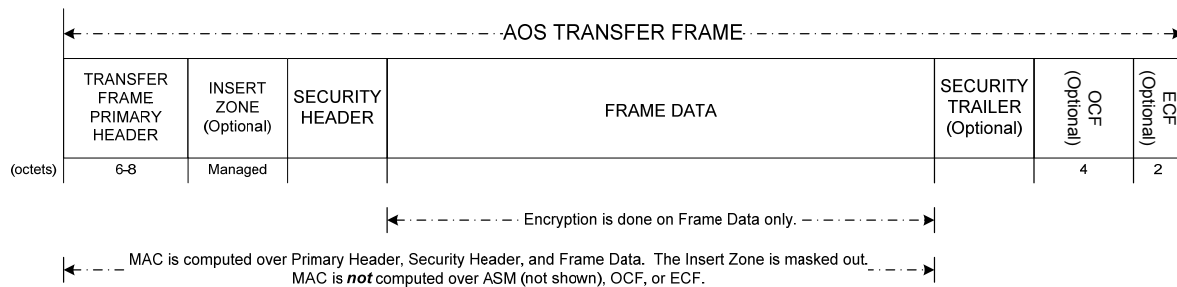 AOS TRANSFER FRAME
TRANSFER
FRAME
PRIMARY
HEADER
INSERT
ZONE
(Optional)
SECURITY
HEADER
FRAME DATA
SECURITY
TRAILER
(Optional)
OCF
(Optional)
ECF
(Optional)
(octets)
6–8
Managed
4
2
Encryption is done on Frame Data only.
MAC is computed over Primary Header, Security Header, and Frame Data. The Insert Zone is masked out.
MAC is not computed over ASM (not shown), OCF, or ECF.